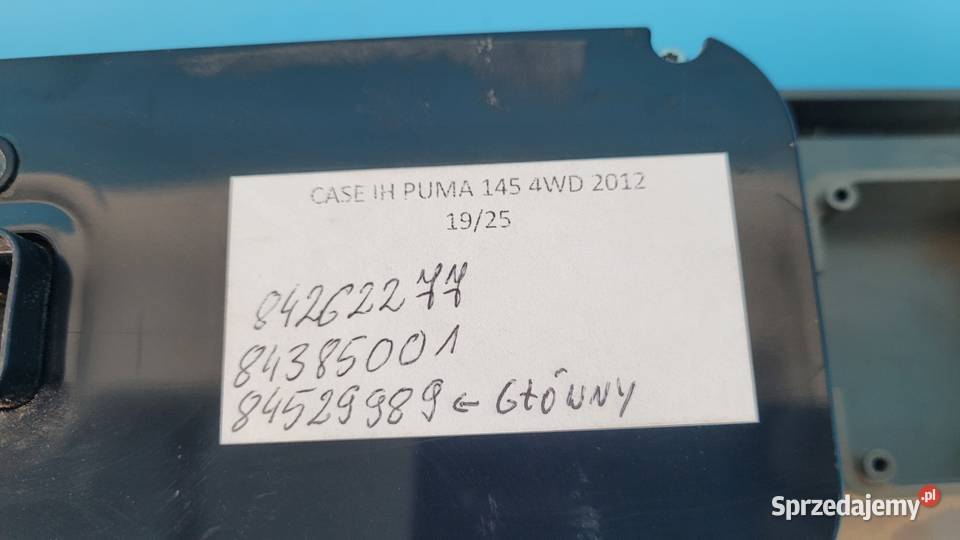 CASE IH PUMA 145 4WD 2012
19/25
84262277
84385001
84529989 ← GŁÓWNY
Sprzedajemy.pl